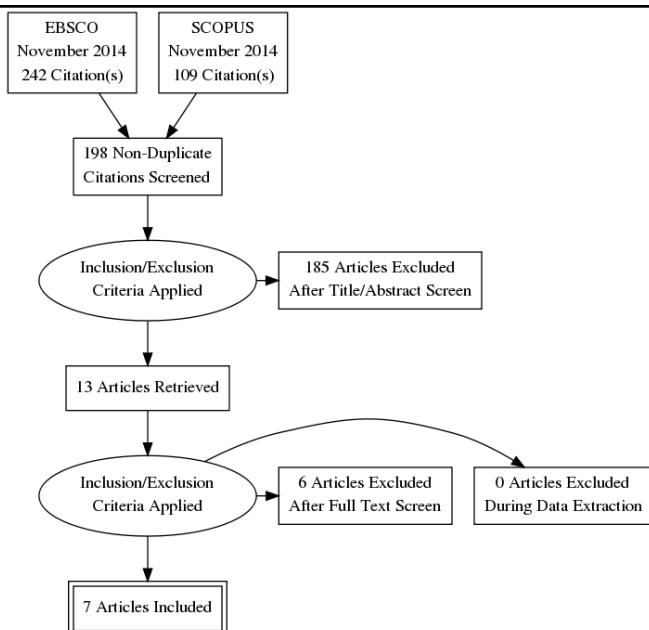 EBSCO
November 2014
242 Citation(s)
SCOPUS
November 2014
109 Citation(s)
198 Non-Duplicate
Citations Screened
Inclusion/Exclusion
Criteria Applied
185 Articles Excluded
After Title/Abstract Screen
13 Articles Retrieved
Inclusion/Exclusion
Criteria Applied
6 Articles Excluded
After Full Text Screen
0 Articles Excluded
During Data Extraction
7 Articles Included